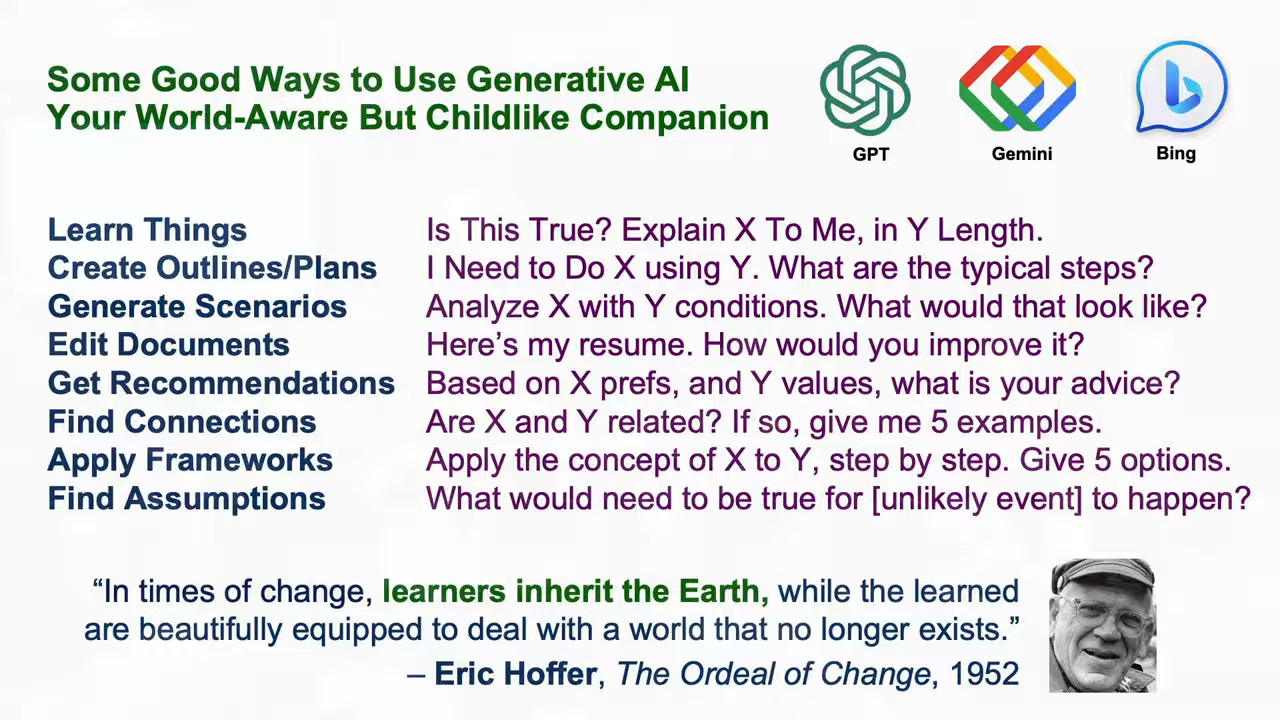 Some Good Ways to Use Generative AI
Your World-Aware But Childlike Companion
GPT
Gemini
Bing
Learn Things Is This True? Explain X To Me, in Y Length.
Create Outlines/Plans I Need to Do X using Y. What are the typical steps?
Generate Scenarios Analyze X with Y conditions. What would that look like?
Edit Documents Here’s my resume. How would you improve it?
Get Recommendations Based on X prefs, and Y values, what is your advice?
Find Connections Are X and Y related? If so, give me 5 examples.
Apply Frameworks Apply the concept of X to Y, step by step. Give 5 options.
Find Assumptions What would need to be true for [unlikely event] to happen?
“In times of change, learners inherit the Earth, while the learned
are beautifully equipped to deal with a world that no longer exists.”
– Eric Hoffer, The Ordeal of Change, 1952